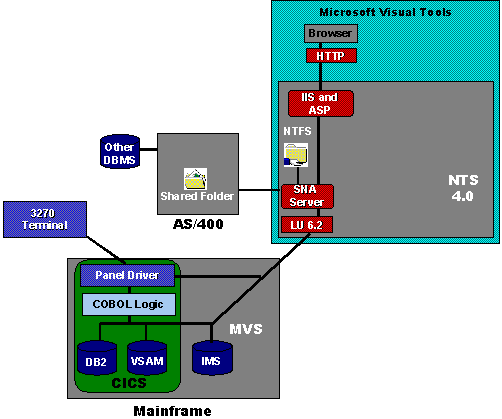 Microsoft Visual Tools
Browser
HTTP
IIS and
ASP
NTFS
Other
DBMS
Shared Folder
SNA
Server
NTS
4.0
AS/400
LU 6.2
3270
Terminal
Panel Driver
COBOL Logic
MVS
DB2
VSAM
IMS
CICS
Mainframe